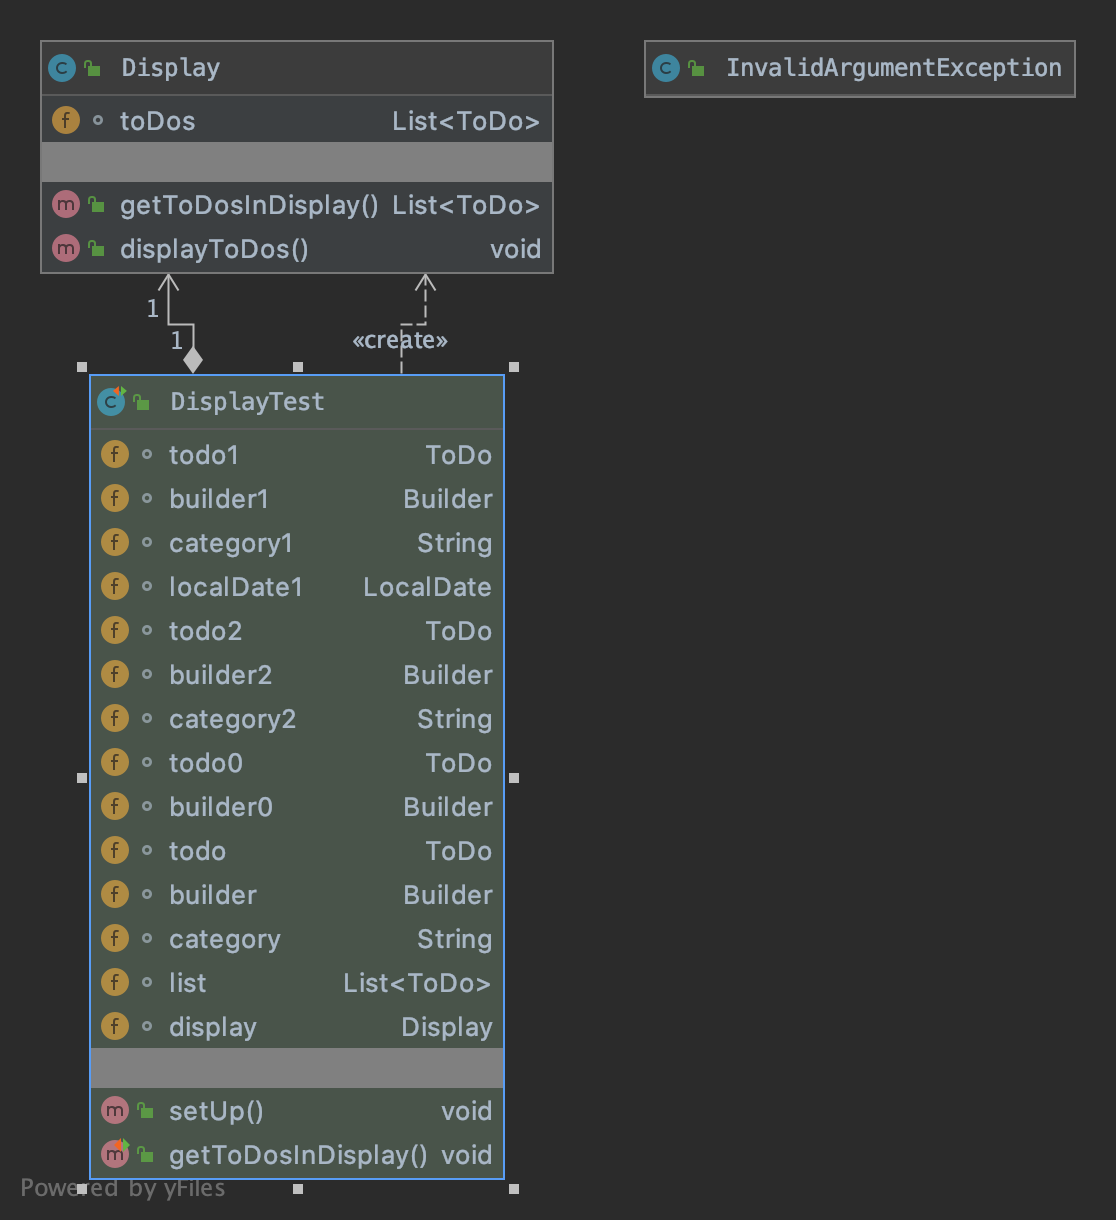 Display
toDos List<ToDo>
getToDosInDisplay() List<ToDo>
displayToDos() void
InvalidArgumentException
1
1
«create»
DisplayTest
todo1 ToDo
builder1 Builder
category1 String
localDate1 LocalDate
todo2 ToDo
builder2 Builder
category2 String
todo0 ToDo
builder0 Builder
todo ToDo
builder Builder
category String
list List<ToDo>
display Display
setUp() void
getToDosInDisplay() void
Powered by yFiles